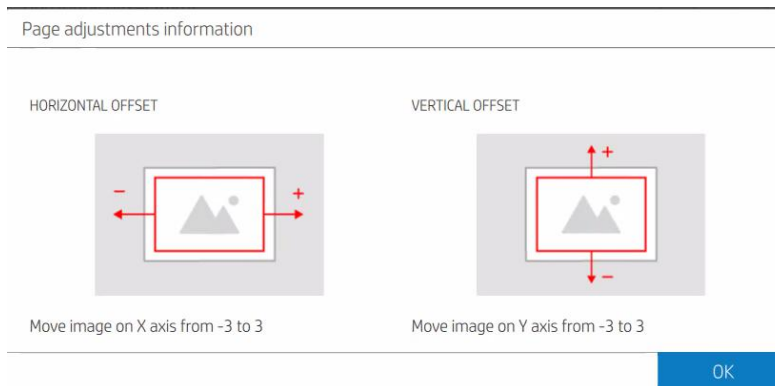 Page adjustments information
HORIZONTAL OFFSET
VERTICAL OFFSET
- +
+
-
Move image on X axis from -3 to 3
Move image on Y axis from -3 to 3
OK